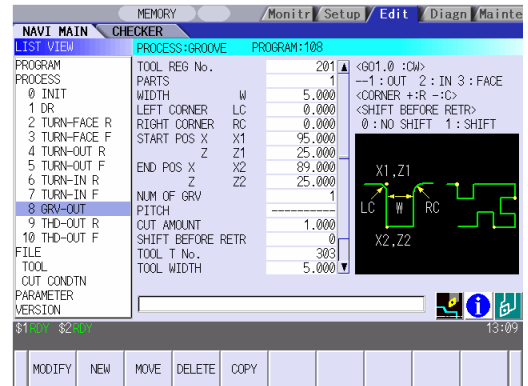 MEMORY Monitr Setup Edit Diagn Mainte
NAVI MAIN CHECKER
LIST VIEW PROCESS:GROOVE PROGRAM:108
PROGRAM
PROCESS
0 INIT
1 DR
2 TURN-FACE R
3 TURN-FACE F
4 TURN-OUT R
5 TURN-OUT F
6 TURN-IN R
7 TURN-IN F
8 GRV-OUT
9 THD-OUT R
10 THD-OUT F
FILE
TOOL
CUT CONDTN
PARAMETER
VERSION
TOOL REG No. 201
PARTS 1
WIDTH W 5.000
LEFT CORNER LC 0.000
RIGHT CORNER RC 0.000
START POS X X1 95.000
Z Z1 25.000
END POS X X2 89.000
Z Z2 25.000
NUM OF GRV 1
PITCH ----------
CUT AMOUNT 1.000
SHIFT BEFORE RETR 0
TOOL T No. 303
TOOL WIDTH 5.000
<G01.0 :CW>
--1:OUT 2:IN 3:FACE
<CORNER +:R -:C>
<SHIFT BEFORE RETR>
0:NO SHIFT 1:SHIFT
X1,Z1
LC W RC
X2,Z2
$1RDY $2RDY 13:09
MODIFY NEW MOVE DELETE COPY